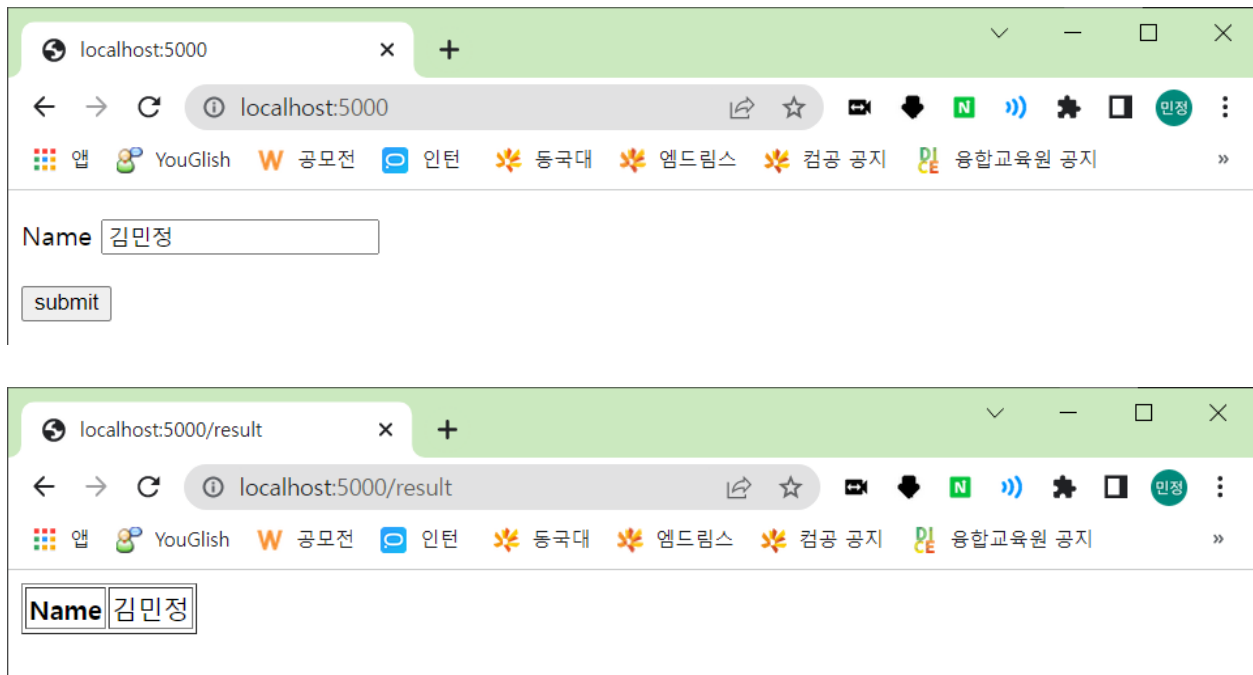 localhost:5000
localhost:5000 N 민정
앱 YouGlish W 공모전 인턴 동국대 엠드림스 컴공 공지 DICE 융합교육원 공지 »
Name 김민정
submit
localhost:5000/result
localhost:5000/result N 민정
앱 YouGlish W 공모전 인턴 동국대 엠드림스 컴공 공지 DICE 융합교육원 공지 »
Name 김민정